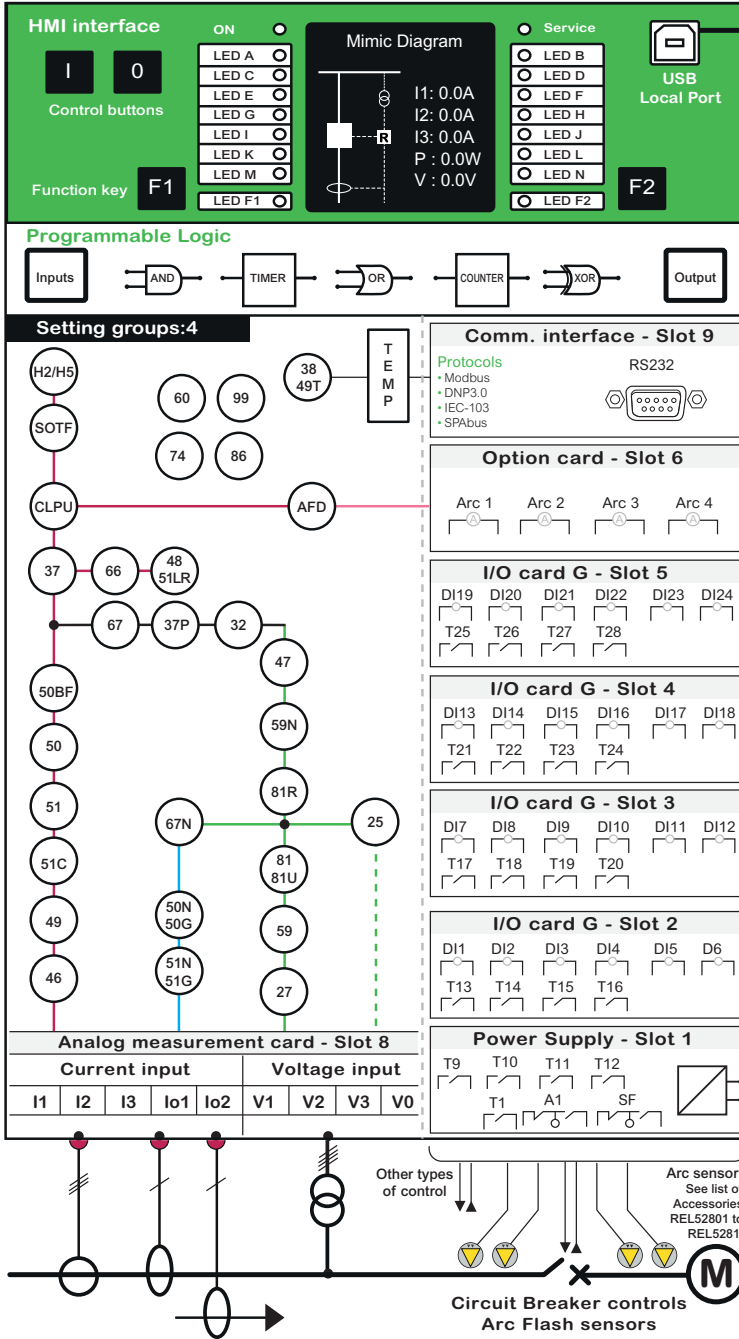 HMI interface
I
0
Control buttons
Function key
F1
ON
LED A
LED C
LED E
LED G
LED I
LED K
LED M
LED F1
Mimic Diagram
R
I1: 0.0A
I2: 0.0A
I3: 0.0A
P : 0.0W
V : 0.0V
Service
LED B
LED D
LED F
LED H
LED J
LED L
LED N
LED F2
F2
USB
Local Port
Programmable Logic
Inputs
AND
TIMER
OR
COUNTER
XOR
Output
Setting groups:4
H2/H5
SOTF
CLPU
60
99
74
86
38
49T
T
E
M
P
AFD
37
66
48
51LR
67
37P
32
47
50BF
59N
50
81R
51
67N
25
51C
81
81U
50N
50G
49
59
51N
51G
46
27
Comm. interface - Slot 9
Protocols
• Modbus
• DNP3.0
• IEC-103
• SPAbus
RS232
Option card - Slot 6
Arc 1 Arc 2 Arc 3 Arc 4
A A A A
I/O card G - Slot 5
DI19 DI20 DI21 DI22 DI23 DI24
T25 T26 T27 T28
I/O card G - Slot 4
DI13 DI14 DI15 DI16 DI17 DI18
T21 T22 T23 T24
I/O card G - Slot 3
DI7 DI8 DI9 DI10 DI11 DI12
T17 T18 T19 T20
I/O card G - Slot 2
DI1 DI2 DI3 DI4 DI5 D6
T13 T14 T15 T16
Power Supply - Slot 1
T9 T10 T11 T12
T1 A1 SF
Analog measurement card - Slot 8
Current input Voltage input
I1 I2 I3 Io1 Io2 V1 V2 V3 V0
Other types
of control
Arc sensor
See list o
Accessories
REL52801 to
REL5281
M
Circuit Breaker controls
Arc Flash sensors